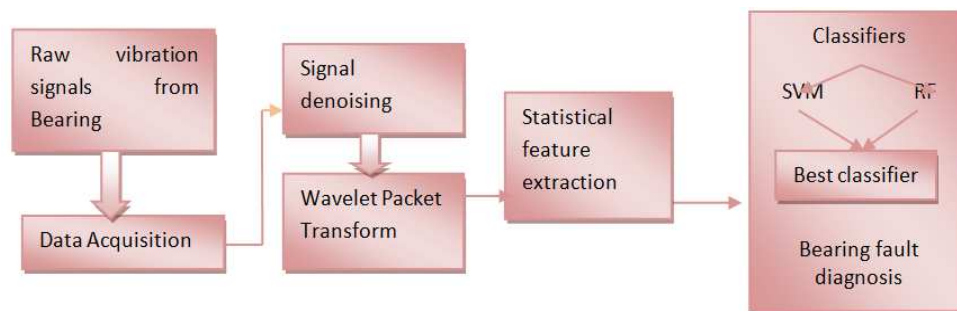 Raw vibration
signals from
Bearing
Data Acquisition
Signal
denoising
Wavelet Packet
Transform
Statistical
feature
extraction
Classifiers
SVM RF
Best classifier
Bearing fault
diagnosis